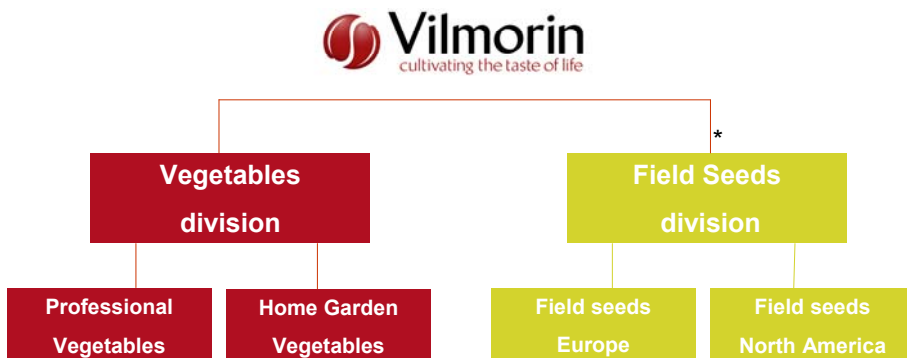 Vilmorin
cultivating the taste of life
*
Vegetables
division
Field Seeds
division
Professional
Vegetables
Home Garden
Vegetables
Field seeds
Europe
Field seeds
North America